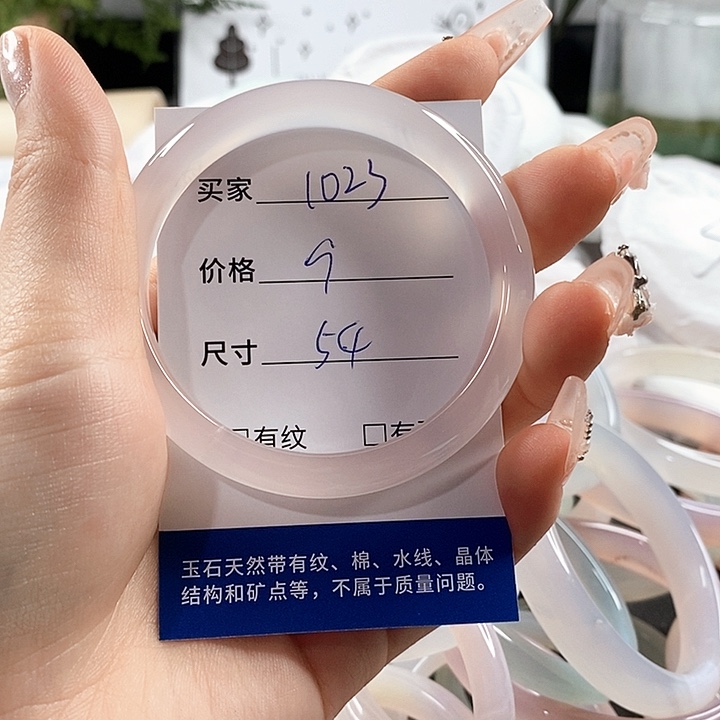 买家 1023
价格 9
尺寸 54
□有纹 □有
玉石天然带有纹、棉、水线、晶体
结构和矿点等，不属于质量问题。